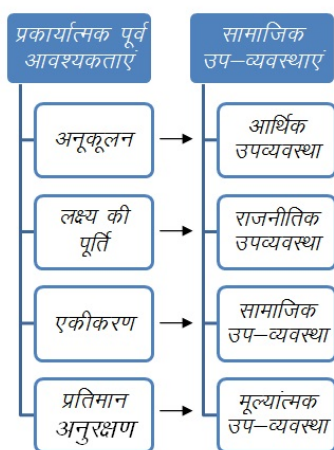 प्रकार्यात्मक पूर्व
आवश्यकताएं
सामाजिक
उप–व्यवस्थाएं
अनूकूलन
आर्थिक
उपव्यवस्था
लक्ष्य की
पूर्ति
राजनीतिक
उपव्यवस्था
एकीकरण
सामाजिक
उप–व्यवस्था
प्रतिमान
अनुरक्षण
मूल्यांत्मक
उप–व्यवस्था